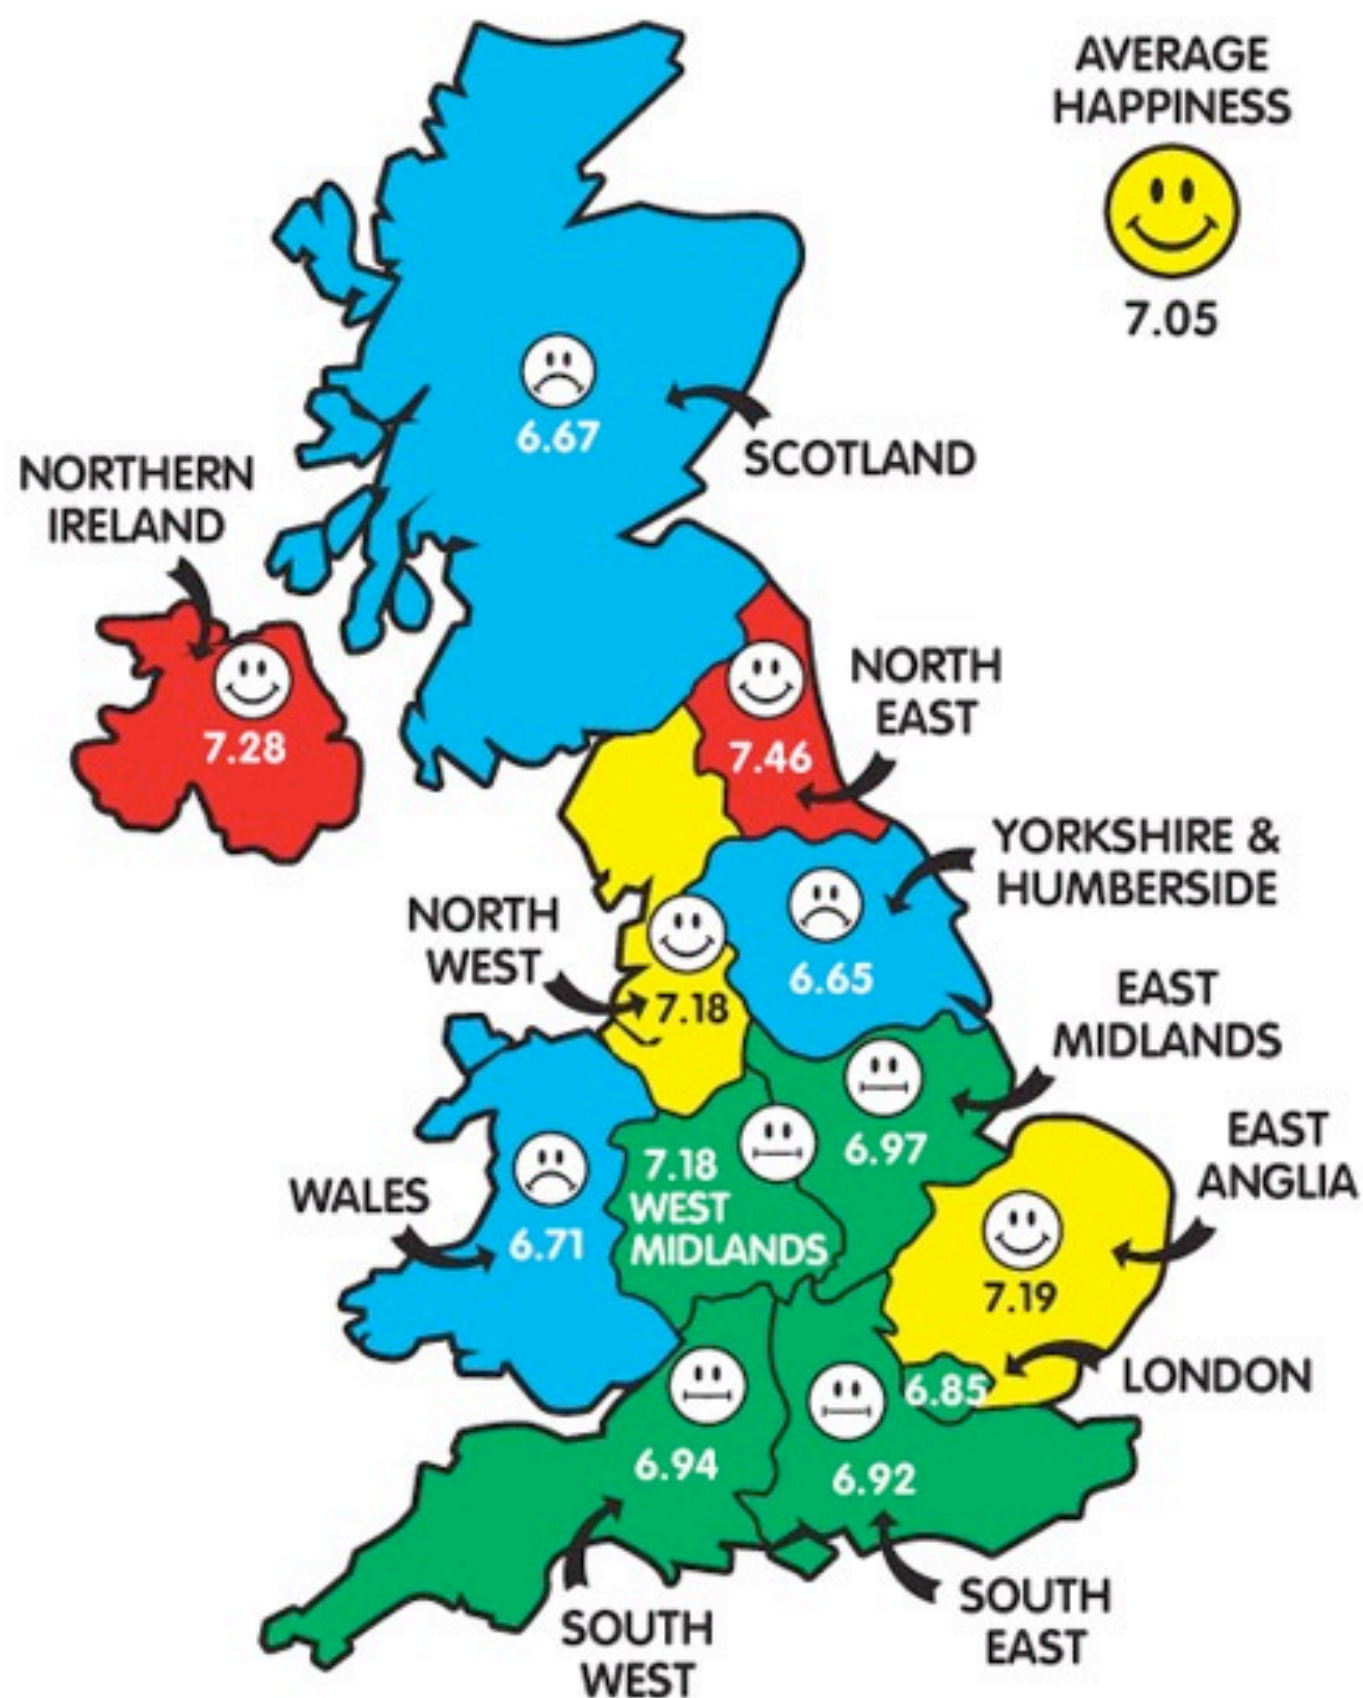 AVERAGE
HAPPINESS
7.05
6.67
SCOTLAND
NORTHERN
IRELAND
7.28
NORTH
EAST
7.46
YORKSHIRE &
HUMBERSIDE
6.65
NORTH
WEST
7.18
EAST
MIDLANDS
6.97
EAST
ANGLIA
7.19
7.18
WEST
MIDLANDS
WALES
6.71
LONDON
6.85
6.94
6.92
SOUTH
WEST
SOUTH
EAST